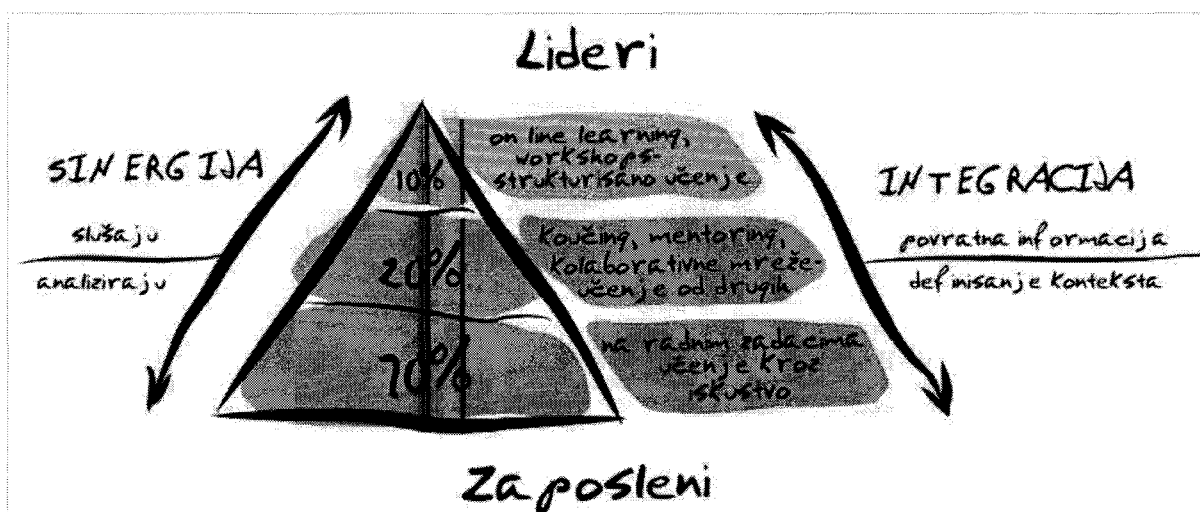 Lideri
SINERGIJA
slušaju
analiziraju
10%
on line learning,
workshops-
strukturisano učenje
20%
Koučing, mentoring,
kolaborativne mreže-
učenje od drugih
70%
na radnim zadacima
učenje kroz
iskustvo
INTEGRACIJA
povratna informacija
definisanje konteksta
Zaposleni